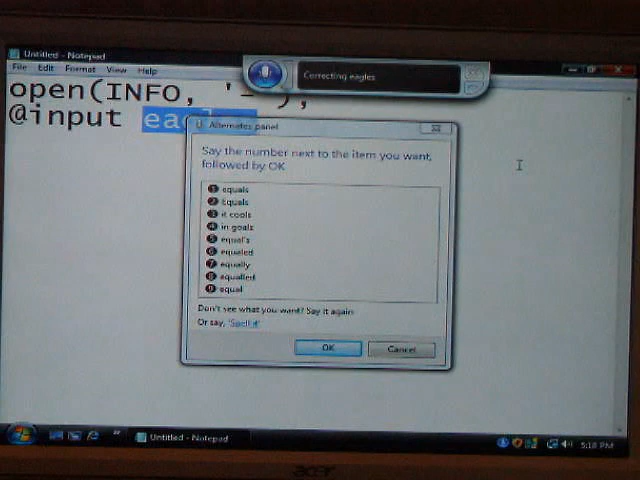 Untitled - Notepad
File Edit Format View Help
Correcting eagles
open(INFO, '
@input
Alternates panel
Say the number next to the item you want,
followed by OK
1 equals
2 Equals
3 it cools
4 in goals
5 equal's
6 equaled
7 equally
8 equalled
9 equal
Don't see what you want? Say it again
Or say, 'Spell it'
OK Cancel
Untitled - Notepad
5:18 PM
acer